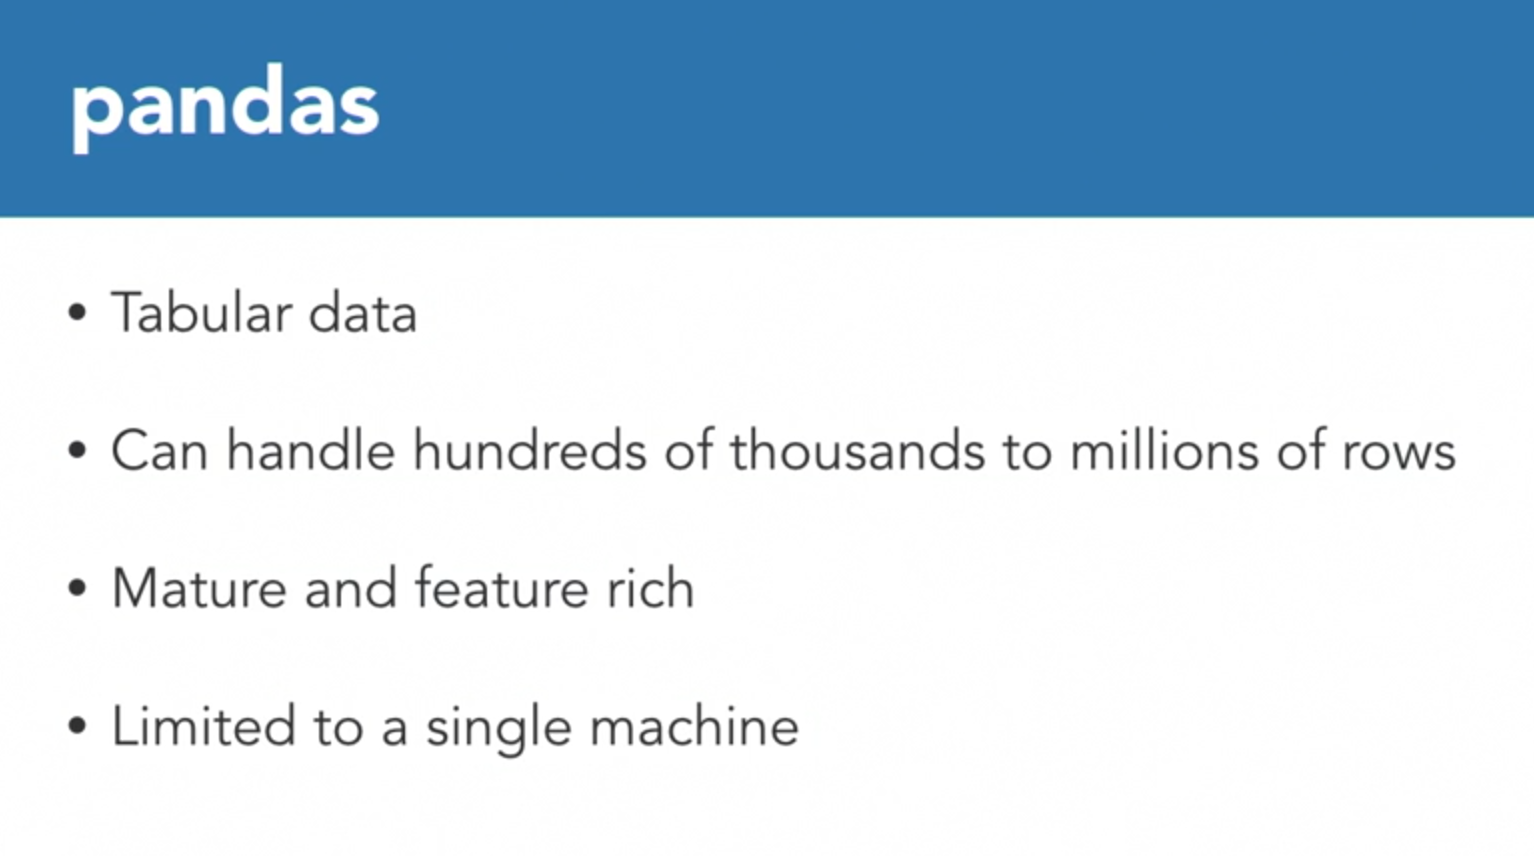 pandas
• Tabular data
• Can handle hundreds of thousands to millions of rows
• Mature and feature rich
• Limited to a single machine